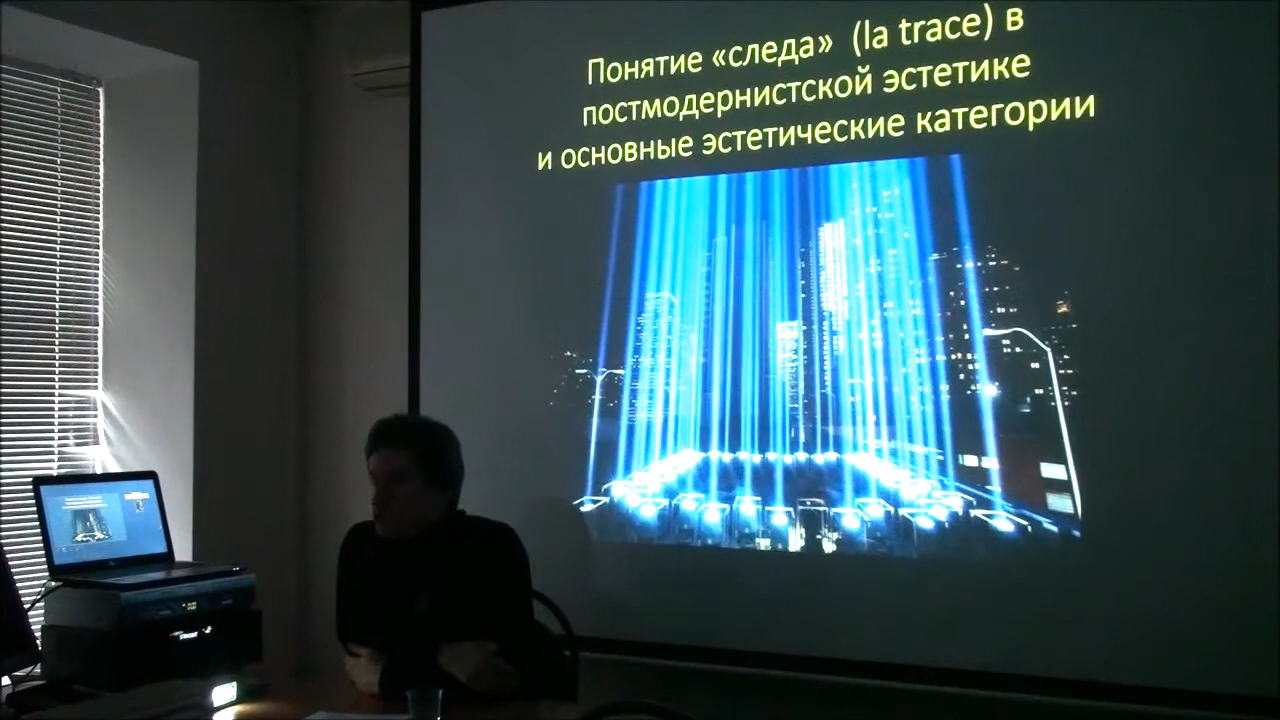 Понятие «следа» (la trace) в
постмодернистской эстетике
и основные эстетические категории